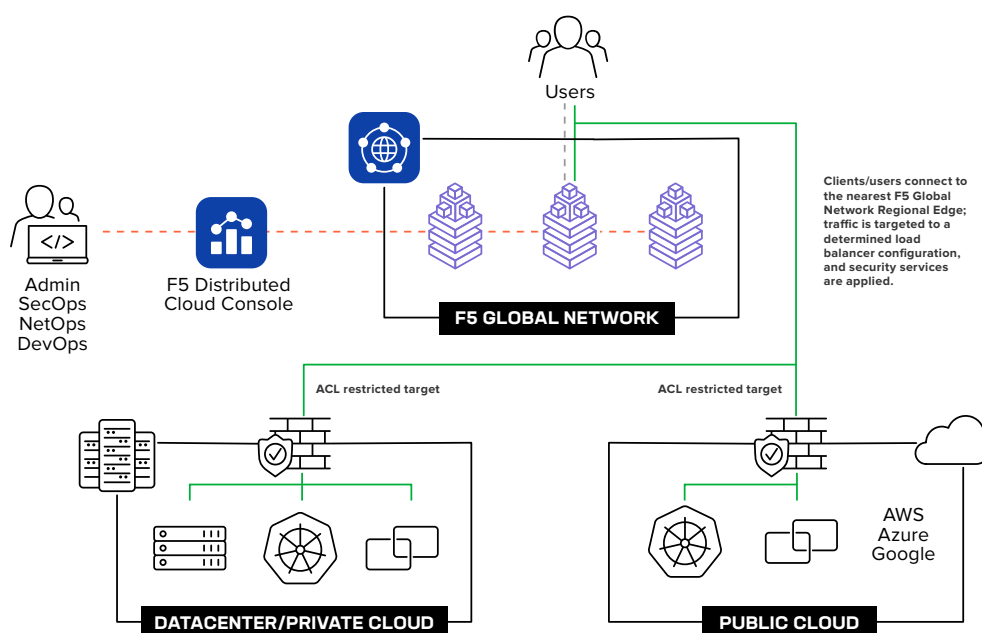 Users
Clients/users connect to
the nearest F5 Global
Network Regional Edge;
traffic is targeted to a
determined load
balancer configuration,
and security services
are applied.
</>
Admin
SecOps
NetOps
DevOps
F5 Distributed
Cloud Console
F5 GLOBAL NETWORK
ACL restricted target
ACL restricted target
AWS
Azure
Google
DATACENTER/PRIVATE CLOUD
PUBLIC CLOUD